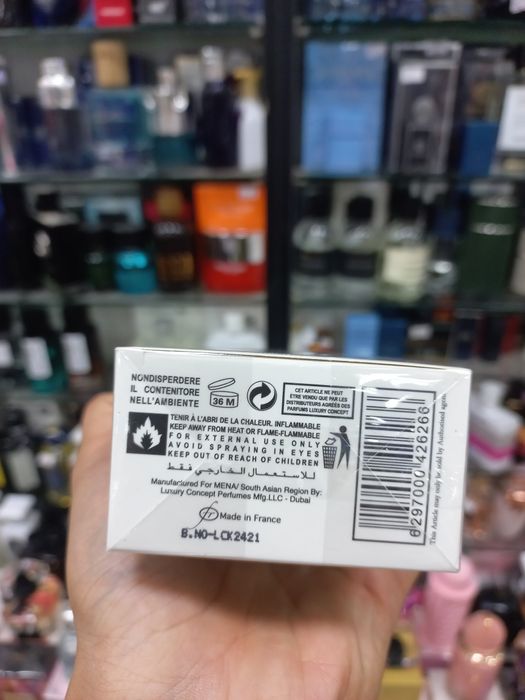 NONDISPERDERE
IL CONTENITORE
NELL'AMBIENTE
36 M
CET ARTICLE NE PEUT
ÊTRE VENDU QUE PAR LES
DISTRIBUTEURS AGRÉÉS DES
PARFUMS LUXURY CONCEPT
TENIR À L'ABRI DE LA CHALEUR. INFLAMMABLE
KEEP AWAY FROM HEAT OR FLAME-FLAMMABLE
FOR EXTERNAL USE ONLY
AVOID SPRAYING IN EYES
KEEP OUT OF REACH OF CHILDREN
للاستعمال الخارجي فقط
Manufactured For MENA/ South Asian Region By:
Luxury Concept Perfumes Mfg.LLC - Dubai
Made in France
B.NO-LCK2421
6297000426266
This Article may only be sold by Authorised agent.